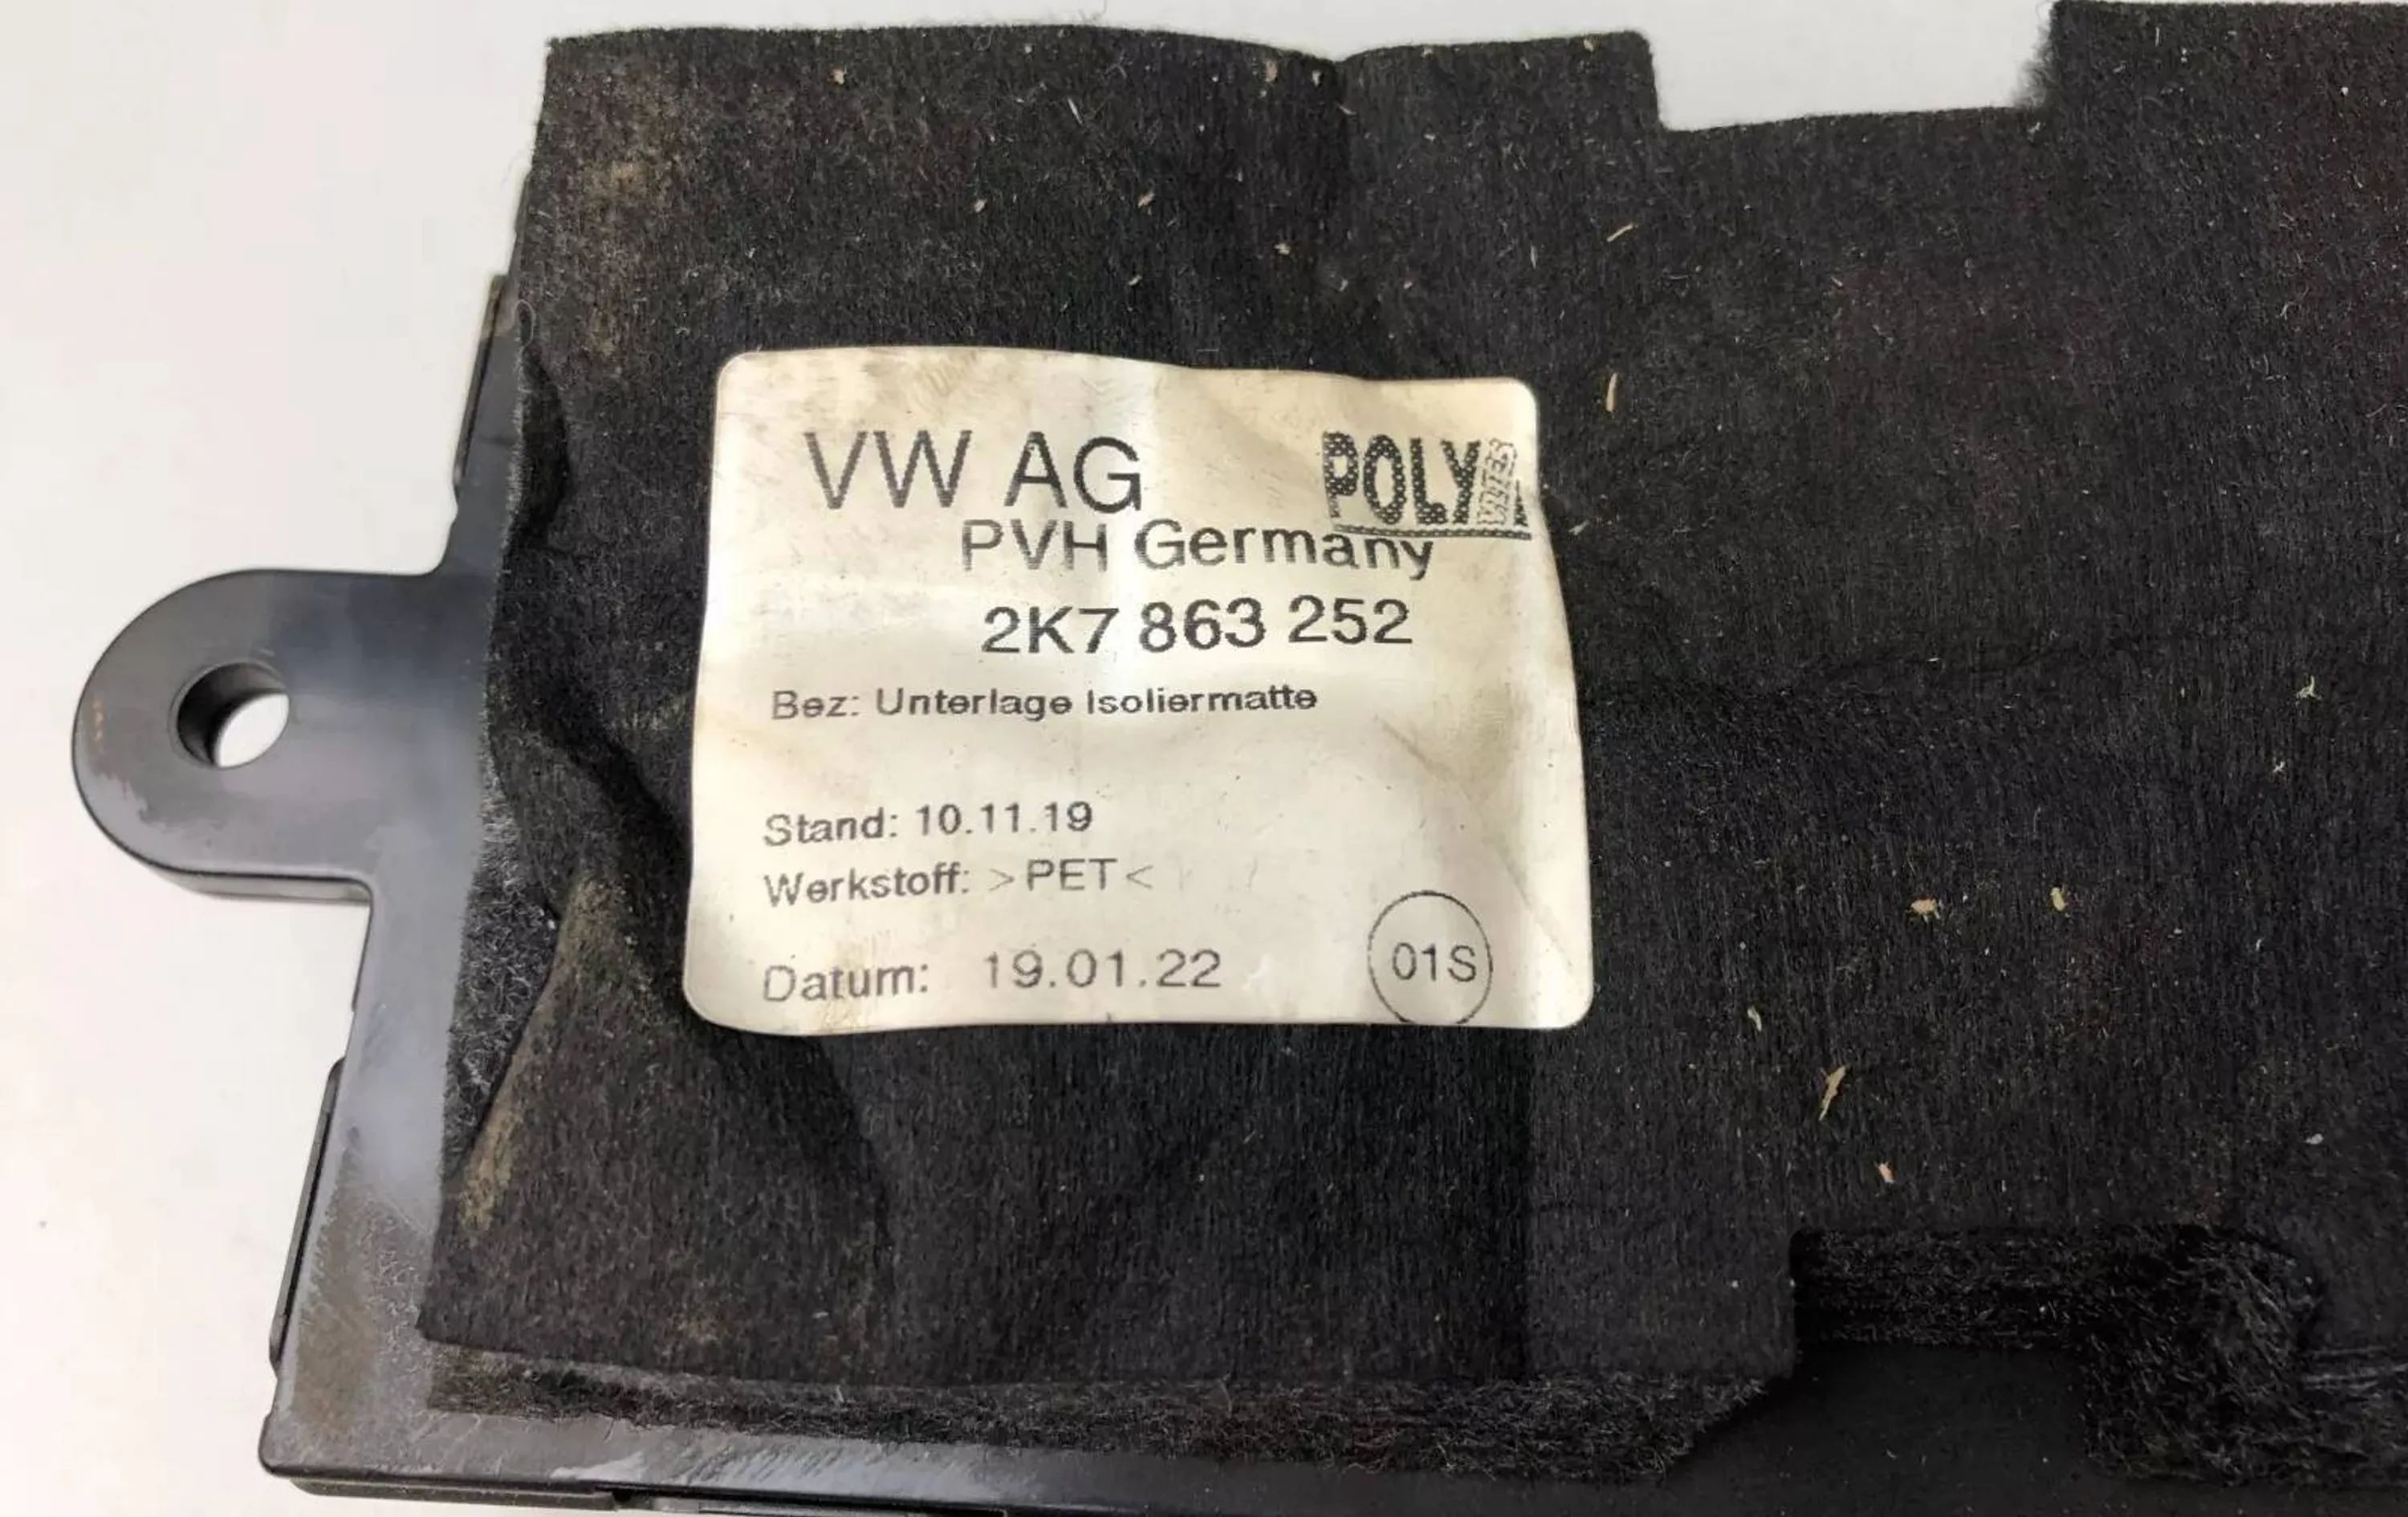 VW AG
POLY
PVH Germany
2K7 863 252
Bez: Unterlage Isoliermatte
Stand: 10.11.19
Werkstoff: >PET<
Datum: 19.01.22
01S